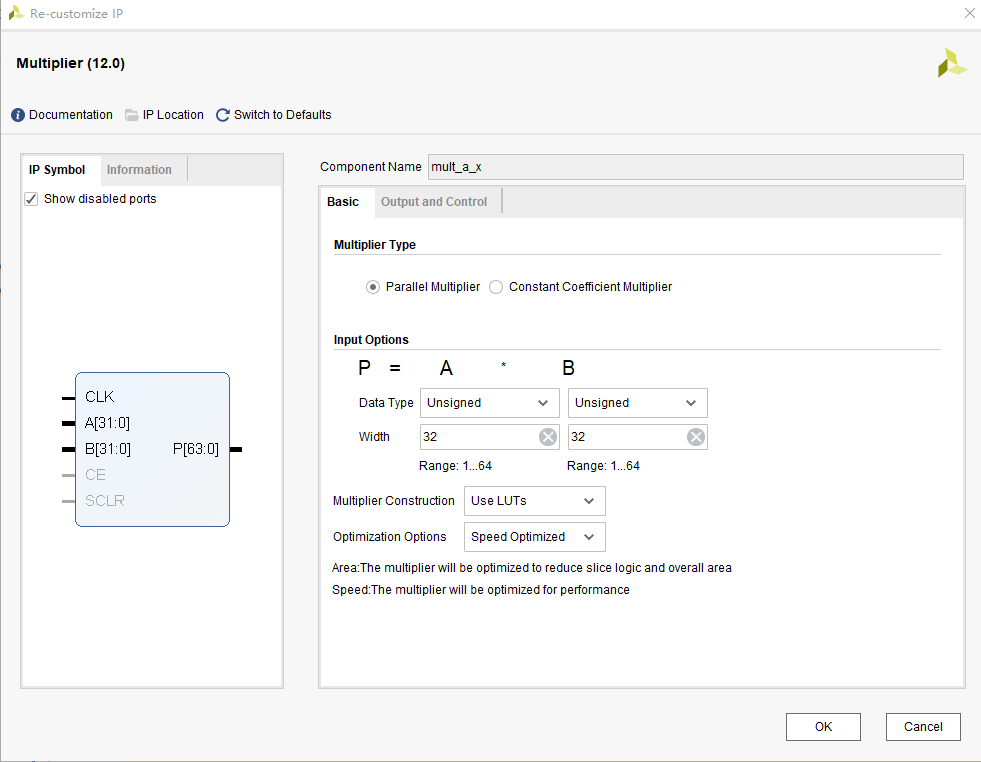 Re-customize IP
Multiplier (12.0)
Documentation IP Location Switch to Defaults
IP Symbol Information
Show disabled ports
CLK
A[31:0]
B[31:0] P[63:0]
CE
SCLR
Component Name mult_a_x
Basic Output and Control
Multiplier Type
Parallel Multiplier Constant Coefficient Multiplier
Input Options
P = A * B
Data Type Unsigned Unsigned
Width 32 32
Range: 1...64 Range: 1...64
Multiplier Construction Use LUTs
Optimization Options Speed Optimized
Area:The multiplier will be optimized to reduce slice logic and overall area
Speed:The multiplier will be optimized for performance
OK Cancel